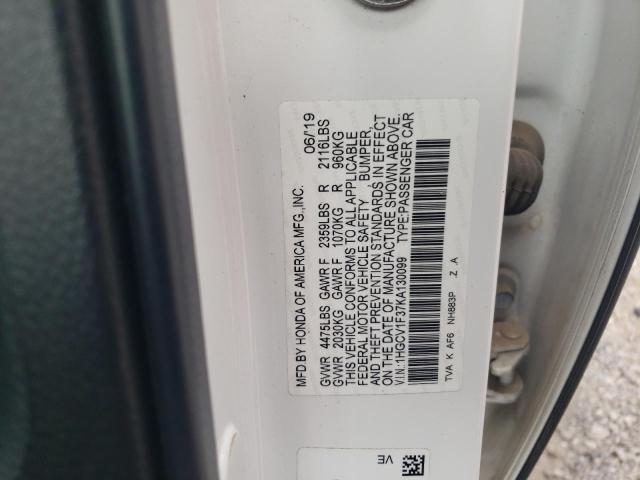 MFD.BY HONDA OF AMERICA MFG.,INC. 06/19
GVWR 4475LBS GAWR F 2359LBS R 2116LBS
GVWR 2030KG GAWR F 1070KG R 960KG
THIS VEHICLE CONFORMS TO ALL APPLICABLE
FEDERAL MOTOR VEHICLE SAFETY, BUMPER,
AND THEFT PREVENTION STANDARDS IN EFFECT
ON THE DATE OF MANUFACTURE SHOWN ABOVE.
V.I.N.:1HGCV1F37KA130099 TYPE:PASSENGER CAR
TVA K AF6 NH883P .Z .A
VE